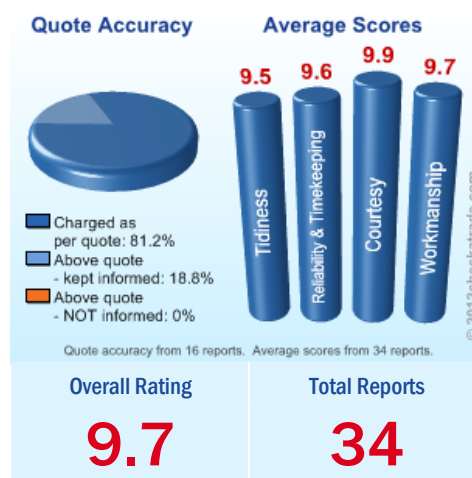 Quote Accuracy
Average Scores
9.5
9.6
9.9
9.7
Tidiness
Reliability & Timekeeping
Courtesy
Workmanship
Charged as
per quote: 81.2%
Above quote
- kept informed: 18.8%
Above quote
- NOT informed: 0%
© 2013checkatrade.com
Quote accuracy from 16 reports. Average scores from 34 reports.
Overall Rating
Total Reports
9.7
34